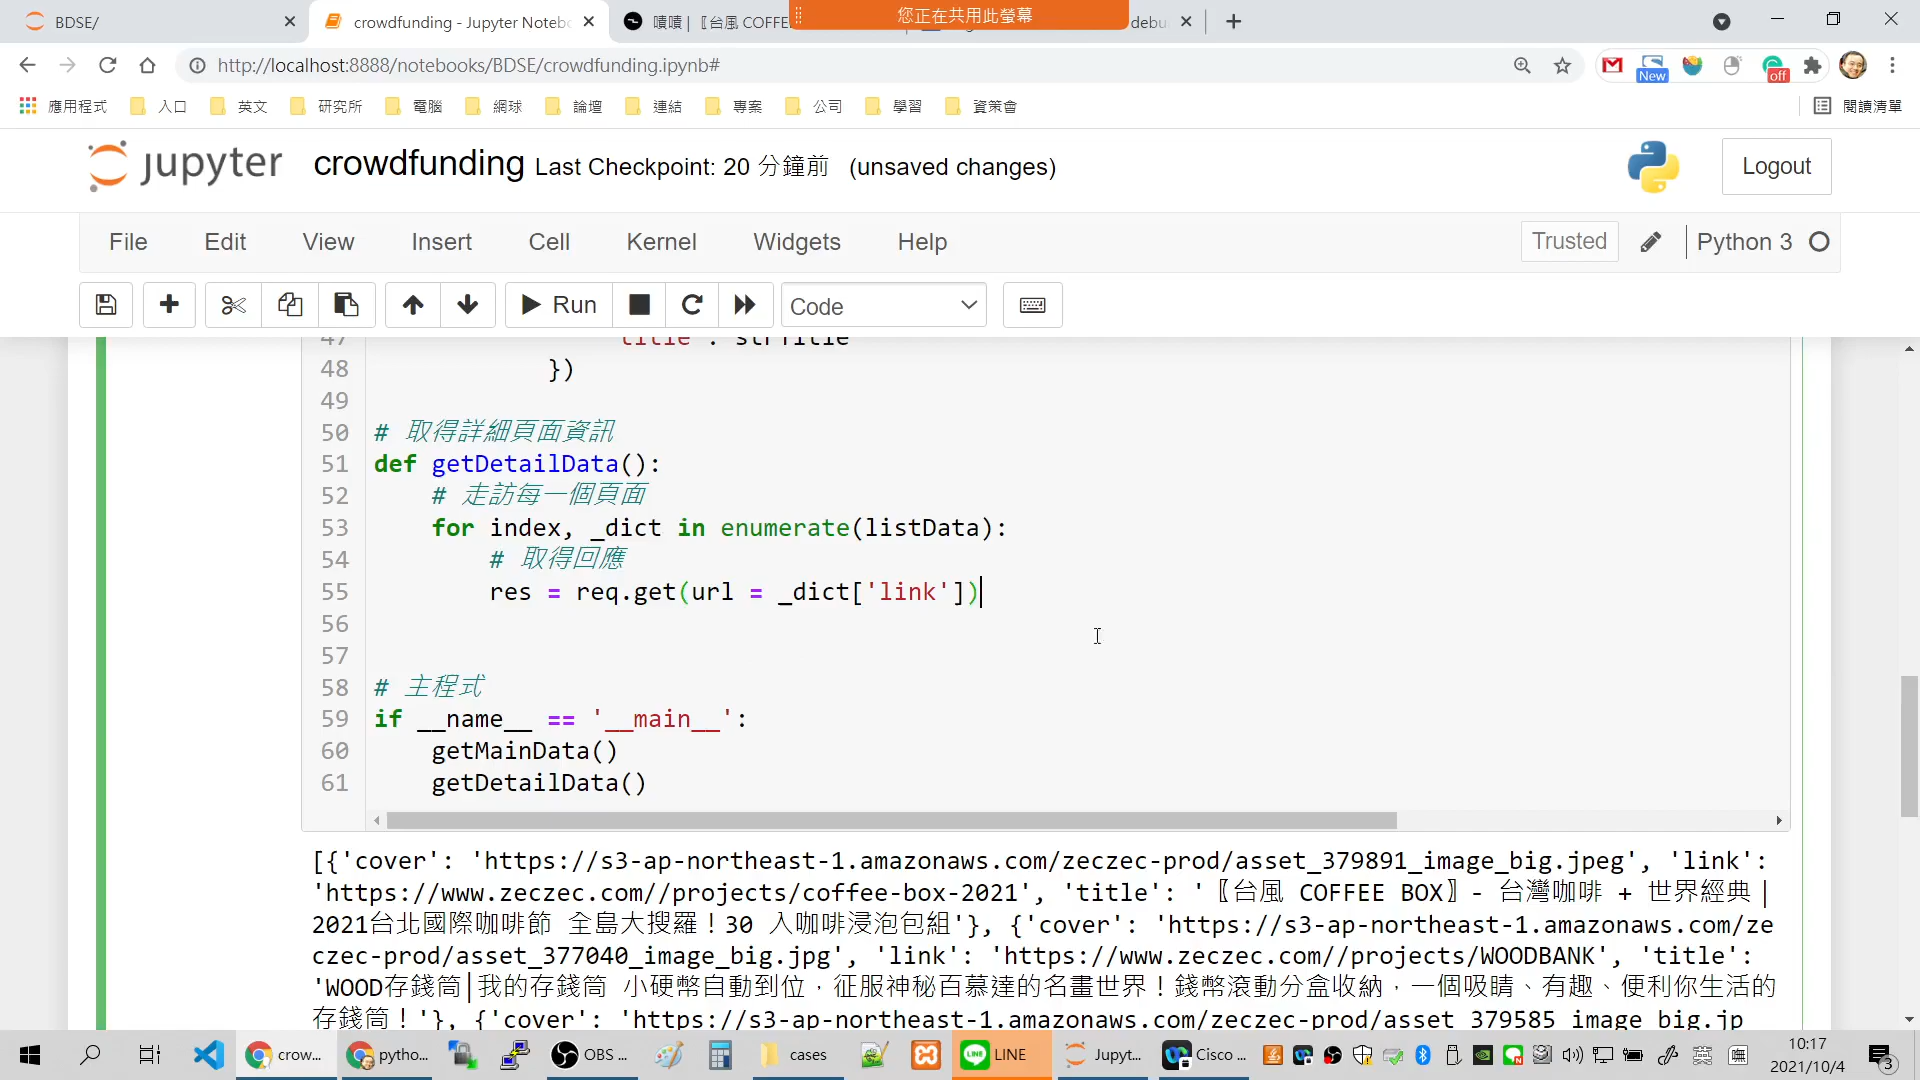 BDSE/
crowdfunding - Jupyter Notebo
嘖嘖 | 〖台風 COFFE
您正在共用此螢幕
debu
http://localhost:8888/notebooks/BDSE/crowdfunding.ipynb#
New
off
應用程式 入口 英文 研究所 電腦 網球 論壇 連結 專案 公司 學習 資策會 閱讀清單
jupyter crowdfunding Last Checkpoint: 20 分鐘前 (unsaved changes)
Logout
File Edit View Insert Cell Kernel Widgets Help Trusted Python 3
Run Code
47 'title' : strTitle
48 })
49
50 # 取得詳細頁面資訊
51 def getDetailData():
52 # 走訪每一個頁面
53 for index, _dict in enumerate(listData):
54 # 取得回應
55 res = req.get(url = _dict['link'])
56
57
58 # 主程式
59 if __name__ == '__main__':
60 getMainData()
61 getDetailData()
[{'cover': 'https://s3-ap-northeast-1.amazonaws.com/zeczec-prod/asset_379891_image_big.jpeg', 'link':
'https://www.zeczec.com//projects/coffee-box-2021', 'title': '〖台風 COFFEE BOX〗- 台灣咖啡 + 世界經典｜
2021台北國際咖啡節 全島大搜羅！30 入咖啡浸泡包組'}, {'cover': 'https://s3-ap-northeast-1.amazonaws.com/ze
czec-prod/asset_377040_image_big.jpg', 'link': 'https://www.zeczec.com//projects/WOODBANK', 'title':
'WOOD存錢筒|我的存錢筒 小硬幣自動到位，征服神秘百慕達的名畫世界！錢幣滾動分盒收納，一個吸睛、有趣、便利你生活的
存錢筒！'}, {'cover': 'https://s3-ap-northeast-1.amazonaws.com/zeczec-prod/asset_379585_image_big.jp
crow... pytho... OBS ... cases LINE Jupyt... Cisco ...
英
10:17
2021/10/4
3